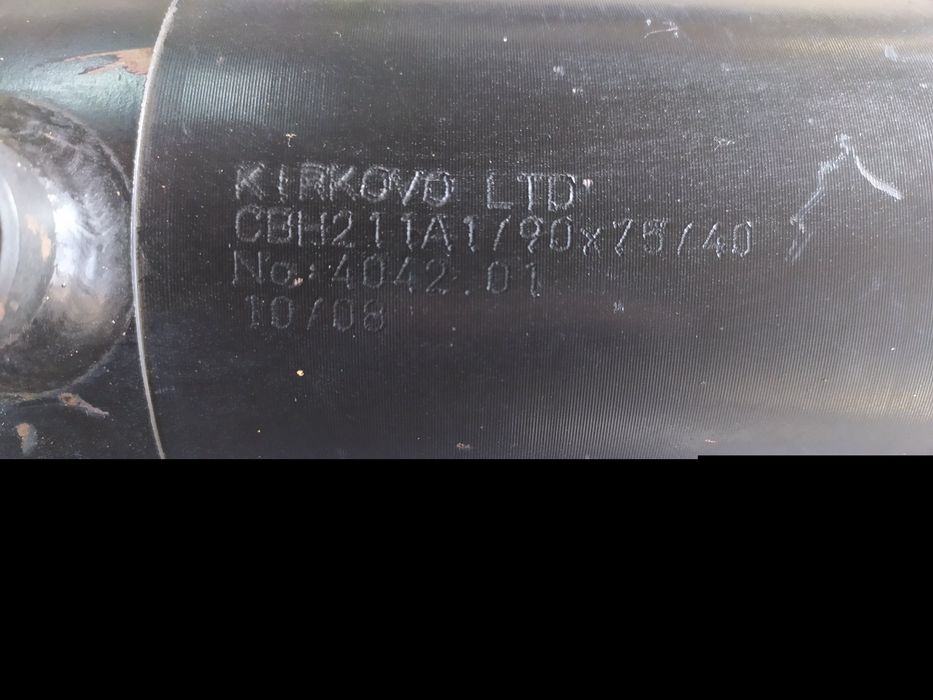 KIRKOVO LTD
CBH211A1/90x75/40
No.:4042.01
10/08